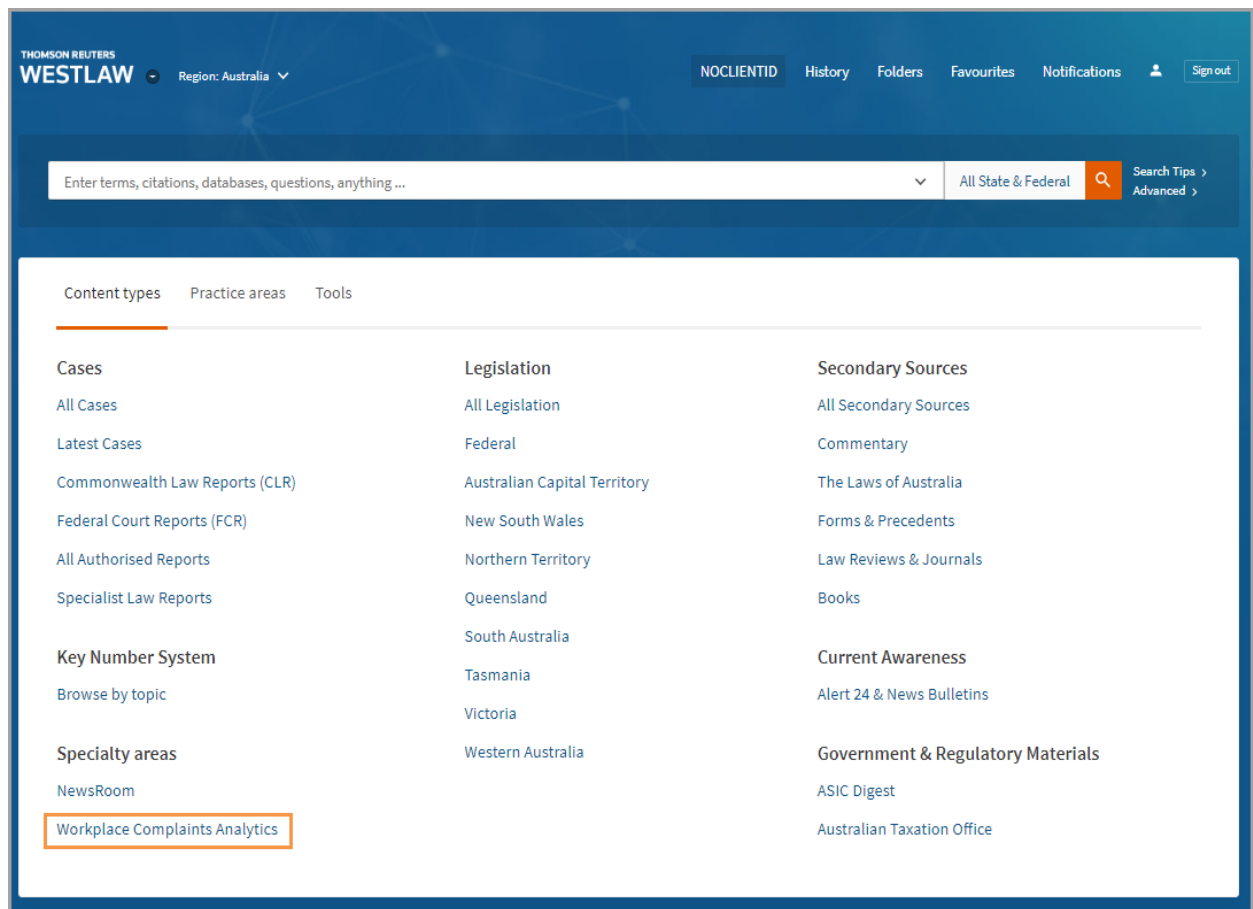 THOMSON REUTERS
WESTLAW
Region: Australia
NOCLIENTID
History
Folders
Favourites
Notifications
Sign out
Enter terms, citations, databases, questions, anything ...
All State & Federal
Search Tips >
Advanced >
Content types
Practice areas
Tools
Cases
All Cases
Latest Cases
Commonwealth Law Reports (CLR)
Federal Court Reports (FCR)
All Authorised Reports
Specialist Law Reports
Key Number System
Browse by topic
Specialty areas
NewsRoom
Workplace Complaints Analytics
Legislation
All Legislation
Federal
Australian Capital Territory
New South Wales
Northern Territory
Queensland
South Australia
Tasmania
Victoria
Western Australia
Secondary Sources
All Secondary Sources
Commentary
The Laws of Australia
Forms & Precedents
Law Reviews & Journals
Books
Current Awareness
Alert 24 & News Bulletins
Government & Regulatory Materials
ASIC Digest
Australian Taxation Office